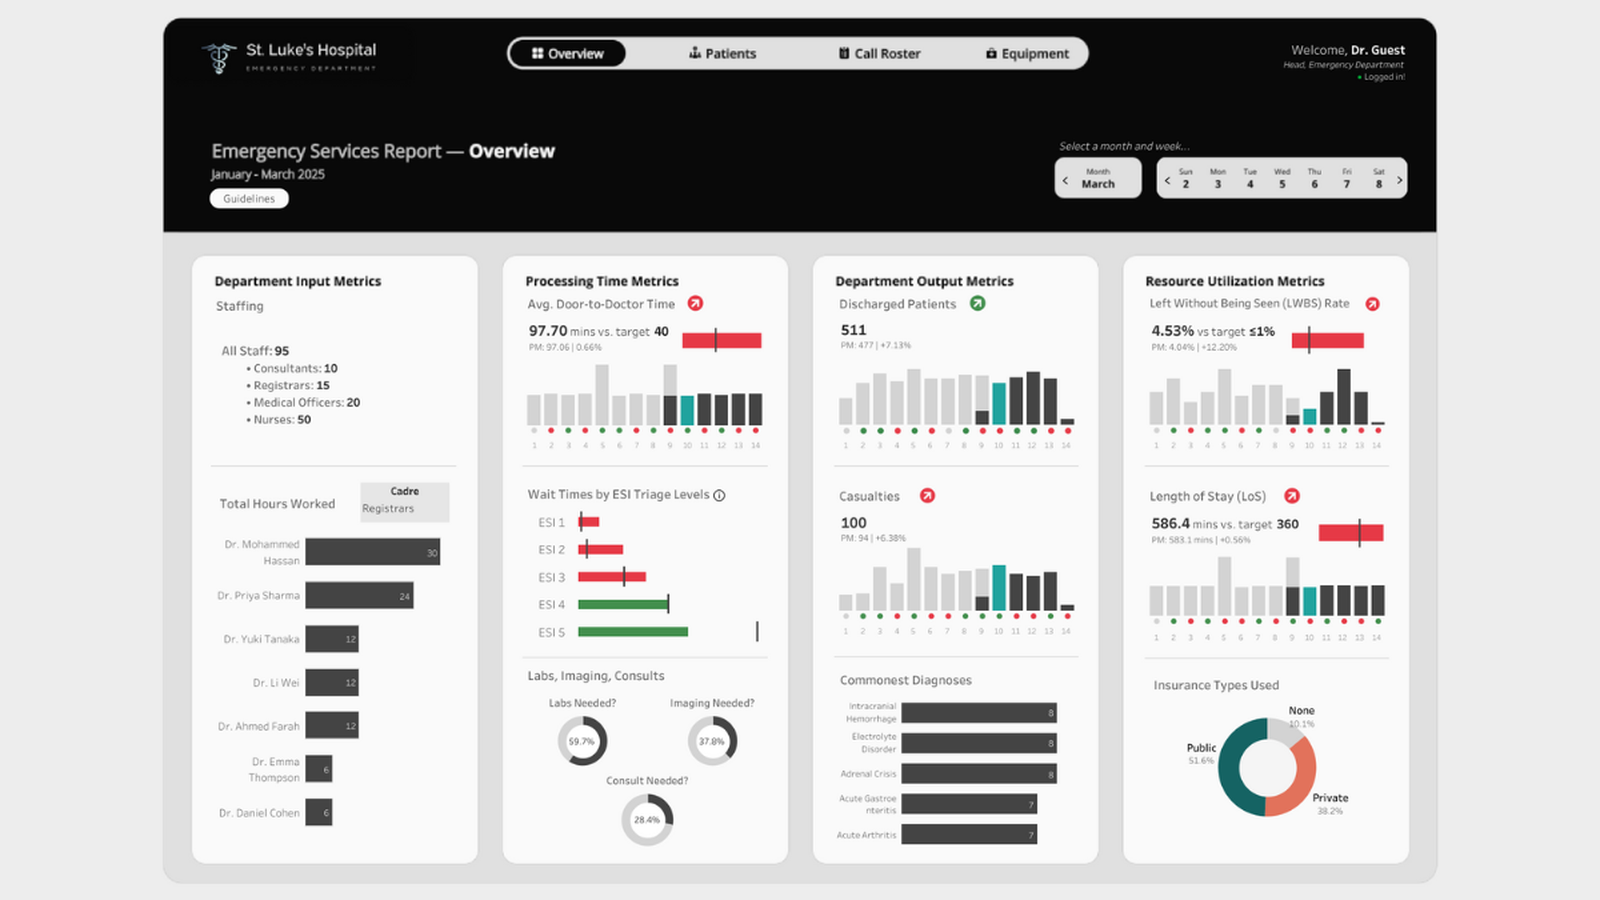 St. Luke's Hospital
EMERGENCY DEPARTMENT
Overview
Patients
Call Roster
Equipment
Welcome, Dr. Guest
Head, Emergency Department
Logged in!
Emergency Services Report — Overview
January - March 2025
Guidelines
Select a month and week...
< Month
March
< Sun Mon Tue Wed Thu Fri Sat >
2 3 4 5 6 7 8
Department Input Metrics
Staffing
All Staff: 95
• Consultants: 10
• Registrars: 15
• Medical Officers: 20
• Nurses: 50
Total Hours Worked
Cadre
Registrars
Dr. Mohammed
Hassan
30
Dr. Priya Sharma
24
Dr. Yuki Tanaka
12
Dr. Li Wei
12
Dr. Ahmed Farah
12
Dr. Emma
Thompson
6
Dr. Daniel Cohen
6
Processing Time Metrics
Avg. Door-to-Doctor Time
97.70 mins vs. target 40
PM: 97.06 | 0.66%
1 2 3 4 5 6 7 8 9 10 11 12 13 14
Wait Times by ESI Triage Levels
ESI 1
ESI 2
ESI 3
ESI 4
ESI 5
Labs, Imaging, Consults
Labs Needed?
59.7%
Imaging Needed?
37.8%
Consult Needed?
28.4%
Department Output Metrics
Discharged Patients
511
PM: 477 | +7.13%
1 2 3 4 5 6 7 8 9 10 11 12 13 14
Casualties
100
PM: 94 | +6.38%
1 2 3 4 5 6 7 8 9 10 11 12 13 14
Commonest Diagnoses
Intracranial
Hemorrhage
8
Electrolyte
Disorder
8
Adrenal Crisis
8
Acute Gastroe
nteritis
7
Acute Arthritis
7
Resource Utilization Metrics
Left Without Being Seen (LWBS) Rate
4.53% vs target ≤1%
PM: 4.04% | +12.20%
1 2 3 4 5 6 7 8 9 10 11 12 13 14
Length of Stay (LoS)
586.4 mins vs. target 360
PM: 583.1 mins | +0.56%
1 2 3 4 5 6 7 8 9 10 11 12 13 14
Insurance Types Used
None
10.1%
Public
51.6%
Private
38.2%